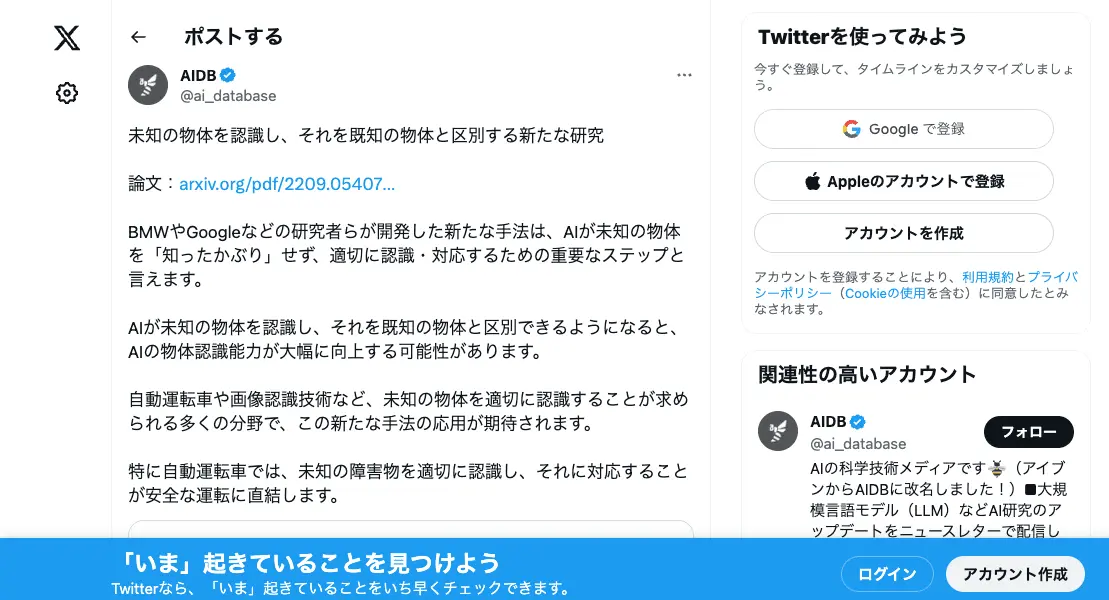 ポストする
AIDB
@ai_database
未知の物体を認識し、それを既知の物体と区別する新たな研究
論文：arxiv.org/pdf/2209.05407…
BMWやGoogleなどの研究者らが開発した新たな手法は、AIが未知の物体
を「知ったかぶり」せず、適切に認識・対応するための重要なステップと
言えます。
AIが未知の物体を認識し、それを既知の物体と区別できるようになると、
AIの物体認識能力が大幅に向上する可能性があります。
自動運転車や画像認識技術など、未知の物体を適切に認識することが求め
られる多くの分野で、この新たな手法の応用が期待されます。
特に自動運転車では、未知の障害物を適切に認識し、それに対応すること
が安全な運転に直結します。
Twitterを使ってみよう
今すぐ登録して、タイムラインをカスタマイズしましょ
う。
Google で登録
Appleのアカウントで登録
アカウントを作成
アカウントを登録することにより、利用規約とプライバ
シーポリシー（Cookieの使用を含む）に同意したとみ
なされます。
関連性の高いアカウント
AIDB
@ai_database
フォロー
AIの科学技術メディアです🐝（アイブ
ンからAIDBに改名しました！）■大規
模言語モデル（LLM）などAI研究のア
ップデートをニュースレターで配信し
「いま」起きていることを見つけよう
Twitterなら、「いま」起きていることをいち早くチェックできます。
ログイン
アカウント作成